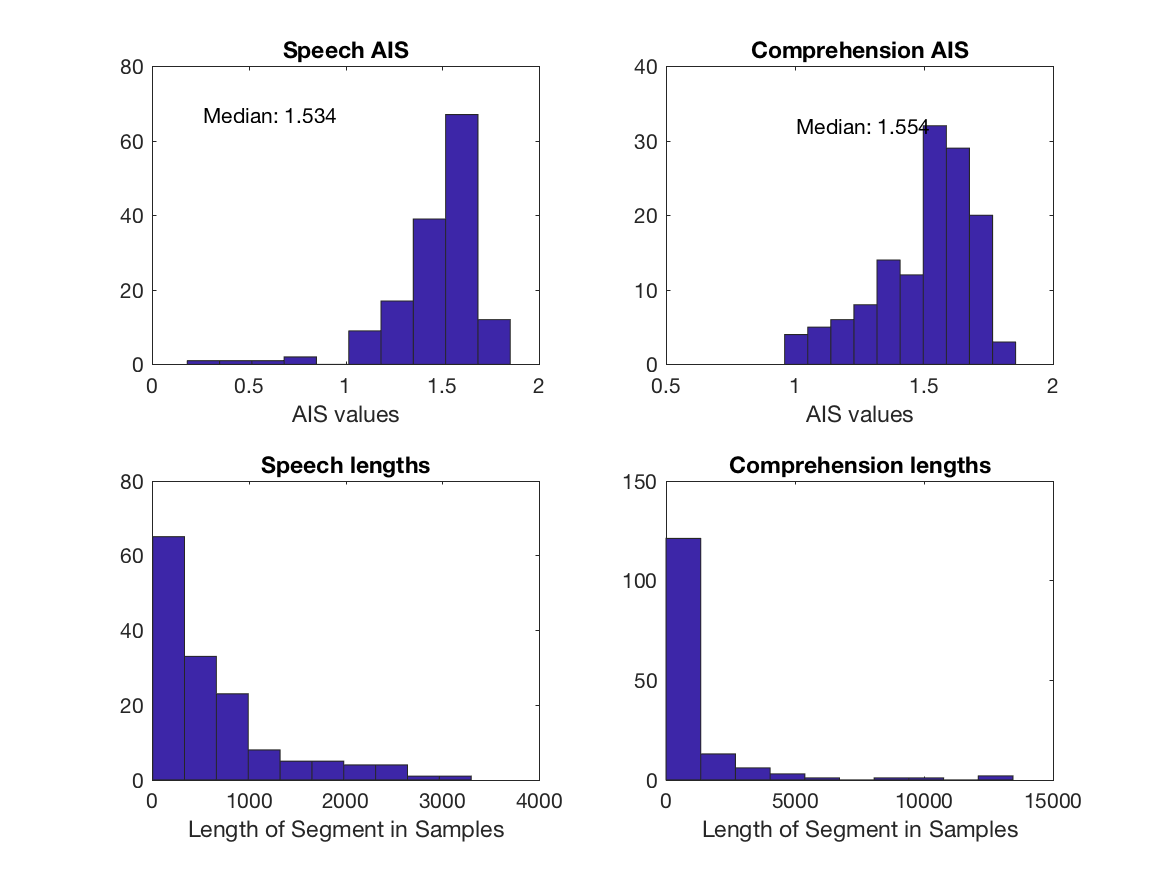 Speech AIS
80
60
40
20
0
Median: 1.534
0 0.5 1 1.5 2
AIS values
Comprehension AIS
40
30
20
10
0
Median: 1.554
0.5 1 1.5 2
AIS values
Speech lengths
80
60
40
20
0
0 1000 2000 3000 4000
Length of Segment in Samples
Comprehension lengths
150
100
50
0
0 5000 10000 15000
Length of Segment in Samples